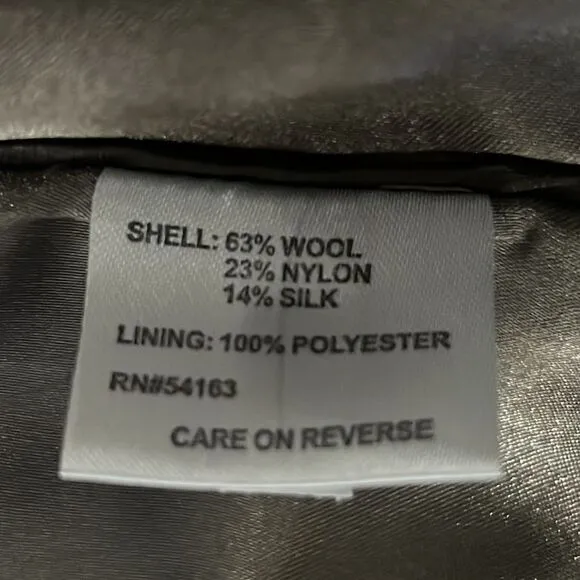 SHELL: 63% WOOL
23% NYLON
14% SILK
LINING: 100% POLYESTER
RN#54163
CARE ON REVERSE